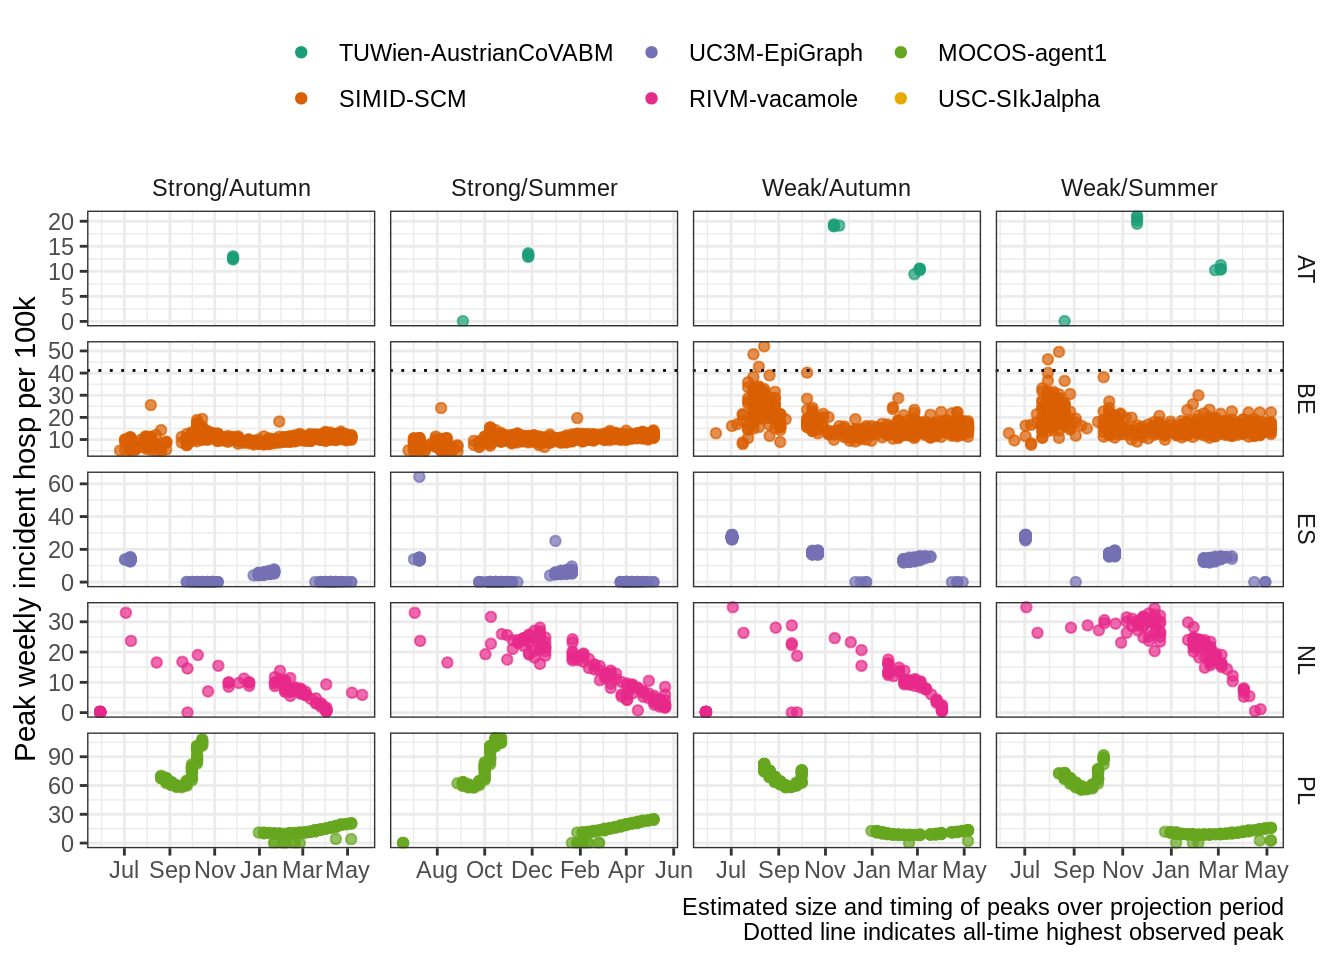 TUWien-AustrianCoVABM UC3M-EpiGraph MOCOS-agent1
SIMID-SCM RIVM-vacamole USC-SIkJalpha
Strong/Autumn Strong/Summer Weak/Autumn Weak/Summer
Peak weekly incident hosp per 100k
20
15
10
5
0
AT
50
40
30
20
10
BE
60
40
20
0
ES
30
20
10
0
NL
90
60
30
0
PL
Jul Sep Nov Jan Mar May Aug Oct Dec Feb Apr Jun Jul Sep Nov Jan Mar May Jul Sep Nov Jan Mar May
Estimated size and timing of peaks over projection period
Dotted line indicates all-time highest observed peak